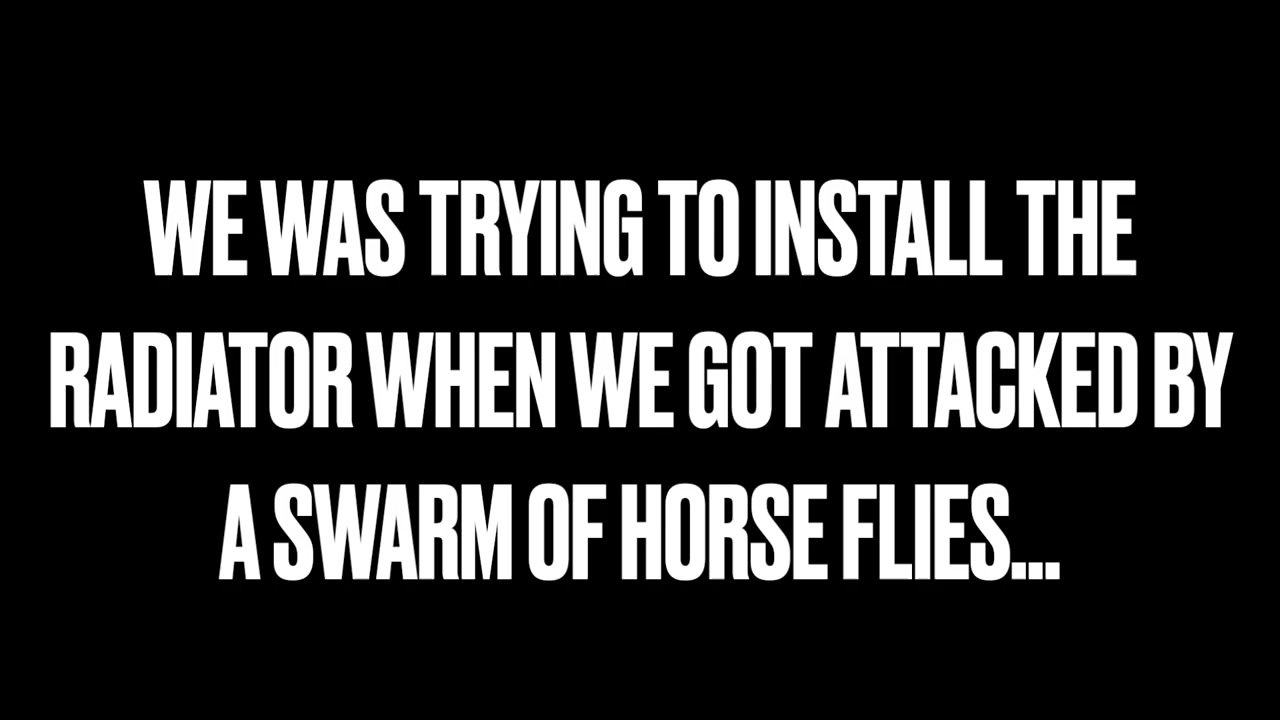 WE WAS TRYING TO INSTALL THE
RADIATOR WHEN WE GOT ATTACKED BY
A SWARM OF HORSE FLIES...